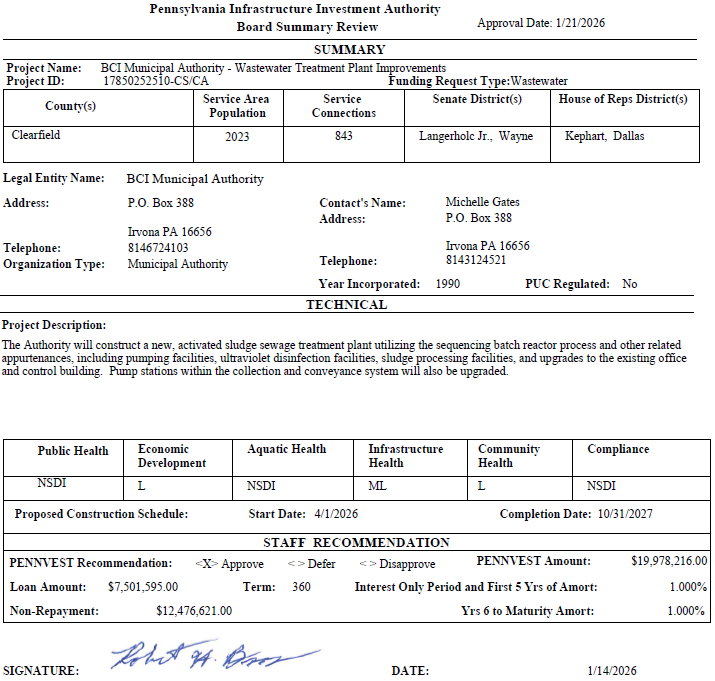 Pennsylvania Infrastructure Investment Authority
Board Summary Review
Approval Date: 1/21/2026
SUMMARY
Project Name: BCI Municipal Authority - Wastewater Treatment Plant Improvements
Project ID: 17850252510-CS/CA Funding Request Type:Wastewater
County(s) Service Area Population Service Connections Senate District(s) House of Reps District(s)
Clearfield 2023 843 Langerholc Jr., Wayne Kephart, Dallas
Legal Entity Name: BCI Municipal Authority
Address: P.O. Box 388 Contact's Name: Michelle Gates
Address: P.O. Box 388
Irvona PA 16656 Irvona PA 16656
Telephone: 8146724103 Telephone: 8143124521
Organization Type: Municipal Authority
Year Incorporated: 1990 PUC Regulated: No
TECHNICAL
Project Description:
The Authority will construct a new, activated sludge sewage treatment plant utilizing the sequencing batch reactor process and other related
appurtenances, including pumping facilities, ultraviolet disinfection facilities, sludge processing facilities, and upgrades to the existing office
and control building. Pump stations within the collection and conveyance system will also be upgraded.
Public Health Economic Development Aquatic Health Infrastructure Health Community Health Compliance
NSDI L NSDI ML L NSDI
Proposed Construction Schedule: Start Date: 4/1/2026 Completion Date: 10/31/2027
STAFF RECOMMENDATION
PENNVEST Recommendation: <X> Approve < > Defer < > Disapprove PENNVEST Amount: $19,978,216.00
Loan Amount: $7,501,595.00 Term: 360 Interest Only Period and First 5 Yrs of Amort: 1.000%
Non-Repayment: $12,476,621.00 Yrs 6 to Maturity Amort: 1.000%
SIGNATURE: DATE: 1/14/2026